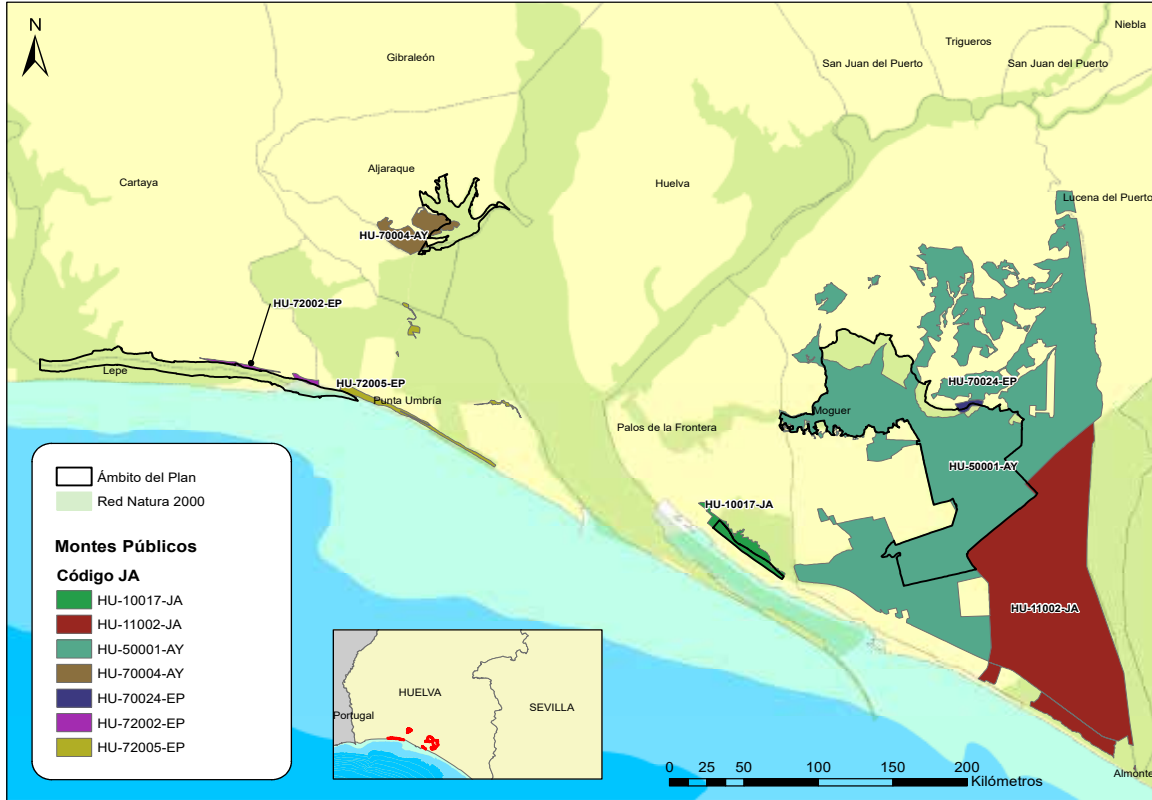 N
Niebla
Trigueros
Gibraleón
San Juan del Puerto
San Juan del Puerto
Aljaraque
Cartaya
Huelva
Lucena del Puerto
HU-70004-AY
HU-72002-EP
Lepe
HU-72005-EP
Punta Umbría
HU-70024-EP
Moguer
Palos de la Frontera
HU-50001-AY
HU-10017-JA
HU-11002-JA
Almonte
Ámbito del Plan
Red Natura 2000
Montes Públicos
Código JA
HU-10017-JA
HU-11002-JA
HU-50001-AY
HU-70004-AY
HU-70024-EP
HU-72002-EP
HU-72005-EP
HUELVA
SEVILLA
Portugal
0 25 50 100 150 200
Kilómetros